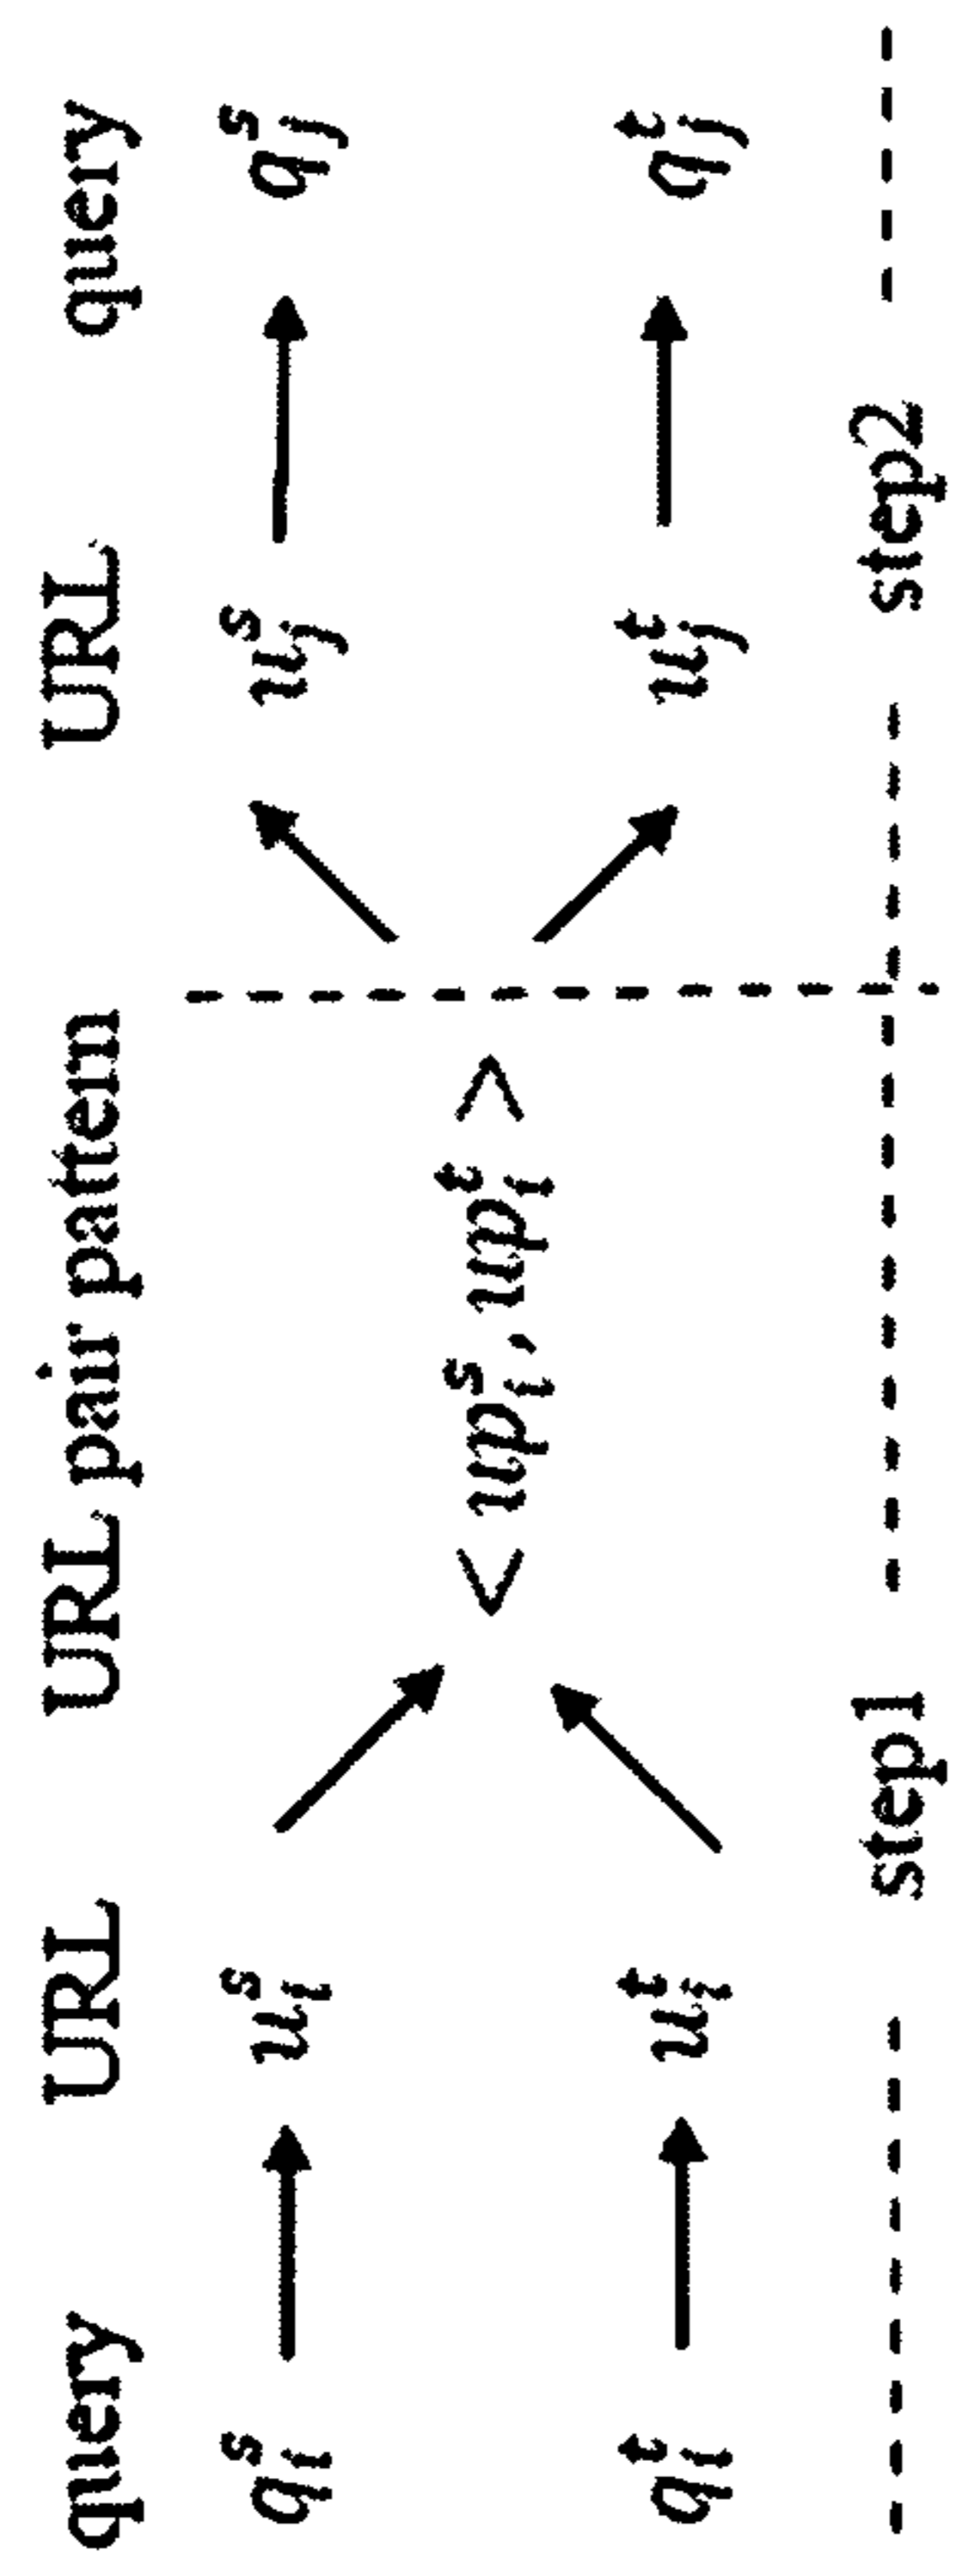 query URL URL pair pattern URL query
q_i^s u_i^s u_j^s q_j^s
< up_i^s, up_i^t >
q_i^t u_i^t u_j^t q_j^t
step1 step2